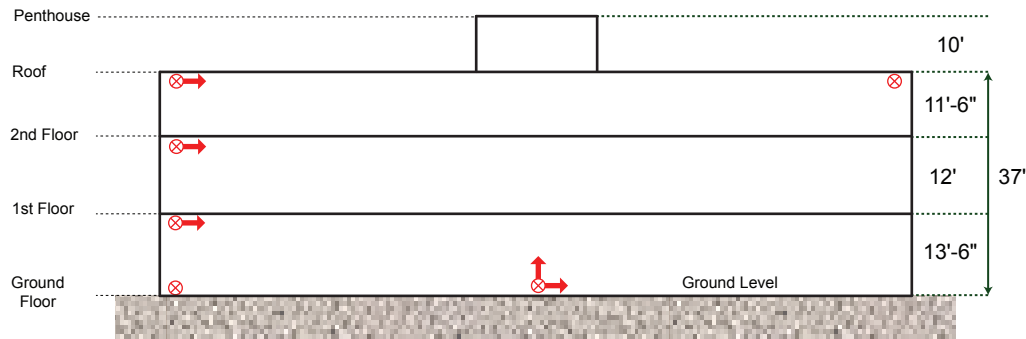 Penthouse
10'
Roof
11'-6"
2nd Floor
12'
37'
1st Floor
13'-6"
Ground
Floor
Ground Level